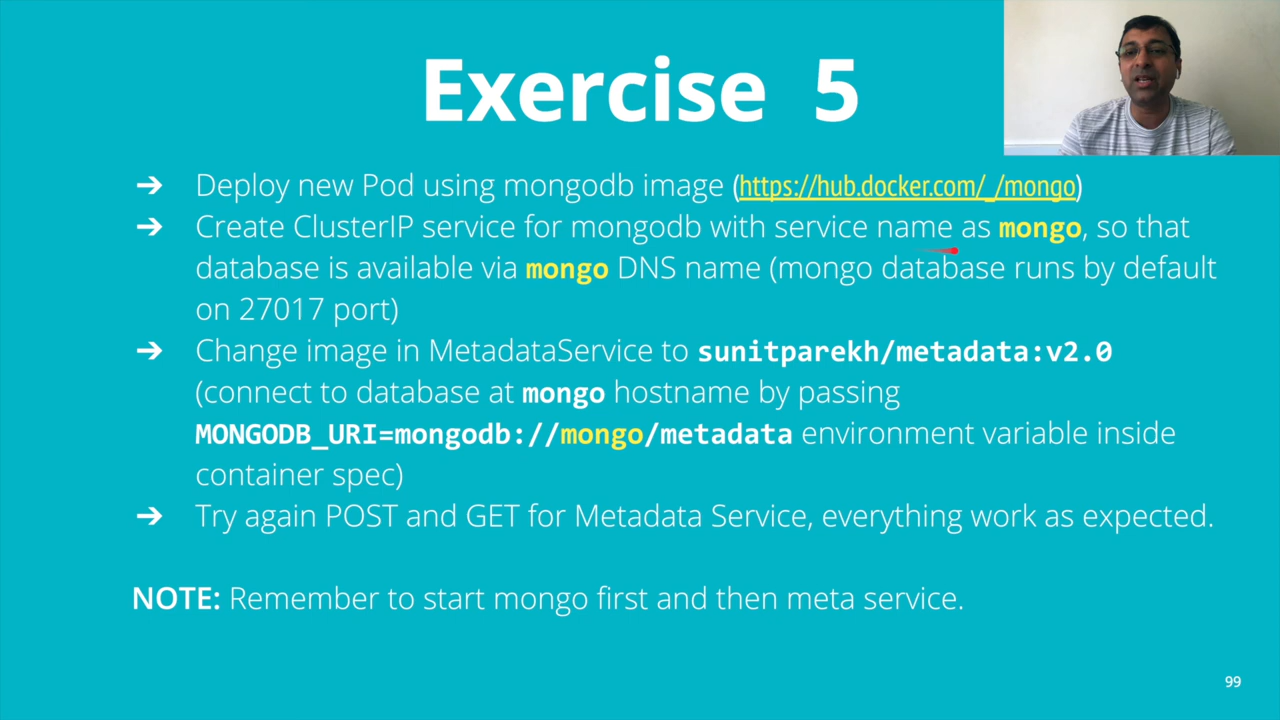 Exercise 5
➔ Deploy new Pod using mongodb image (https://hub.docker.com/_/mongo)
➔ Create ClusterIP service for mongodb with service name as mongo, so that
database is available via mongo DNS name (mongo database runs by default
on 27017 port)
➔ Change image in MetadataService to sunitparekh/metadata:v2.0
(connect to database at mongo hostname by passing
MONGODB_URI=mongodb://mongo/metadata environment variable inside
container spec)
➔ Try again POST and GET for Metadata Service, everything work as expected.
NOTE: Remember to start mongo first and then meta service.
99